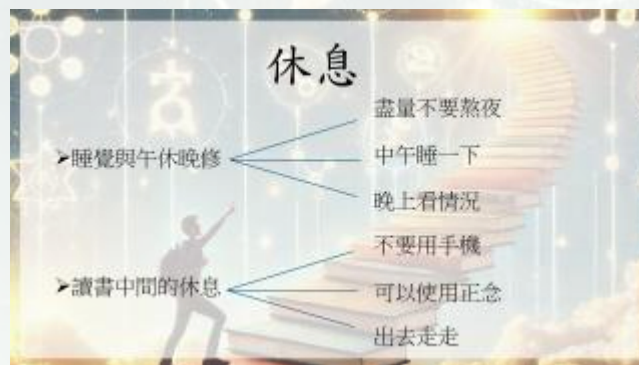 休息
➢睡覺與午休晚修
盡量不要熬夜
中午睡一下
晚上看情況
➢讀書中間的休息
不要用手機
可以使用正念
出去走走